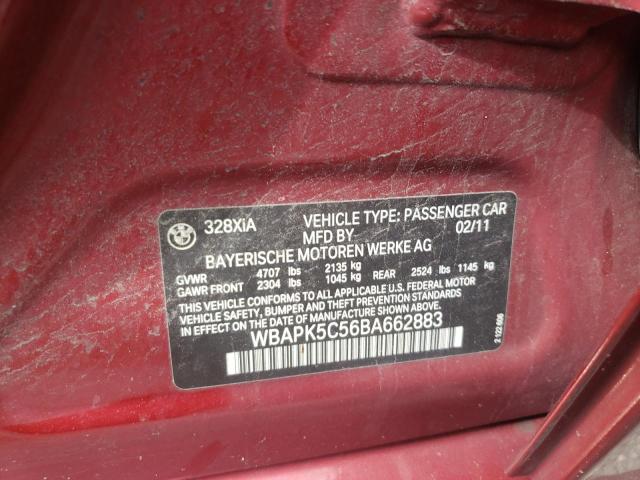 328XiA VEHICLE TYPE: PASSENGER CAR
MFD BY 02/11
BAYERISCHE MOTOREN WERKE AG
GVWR 4707 lbs 2135 kg
GAWR FRONT 2304 lbs 1045 kg REAR 2524 lbs 1145 kg
THIS VEHICLE CONFORMS TO ALL APPLICABLE U.S. FEDERAL MOTOR
VEHICLE SAFETY, BUMPER AND THEFT PREVENTION STANDARDS IN
EFFECT ON THE DATE OF MANUFACTURE SHOWN ABOVE.
WBAPK5C56BA662883